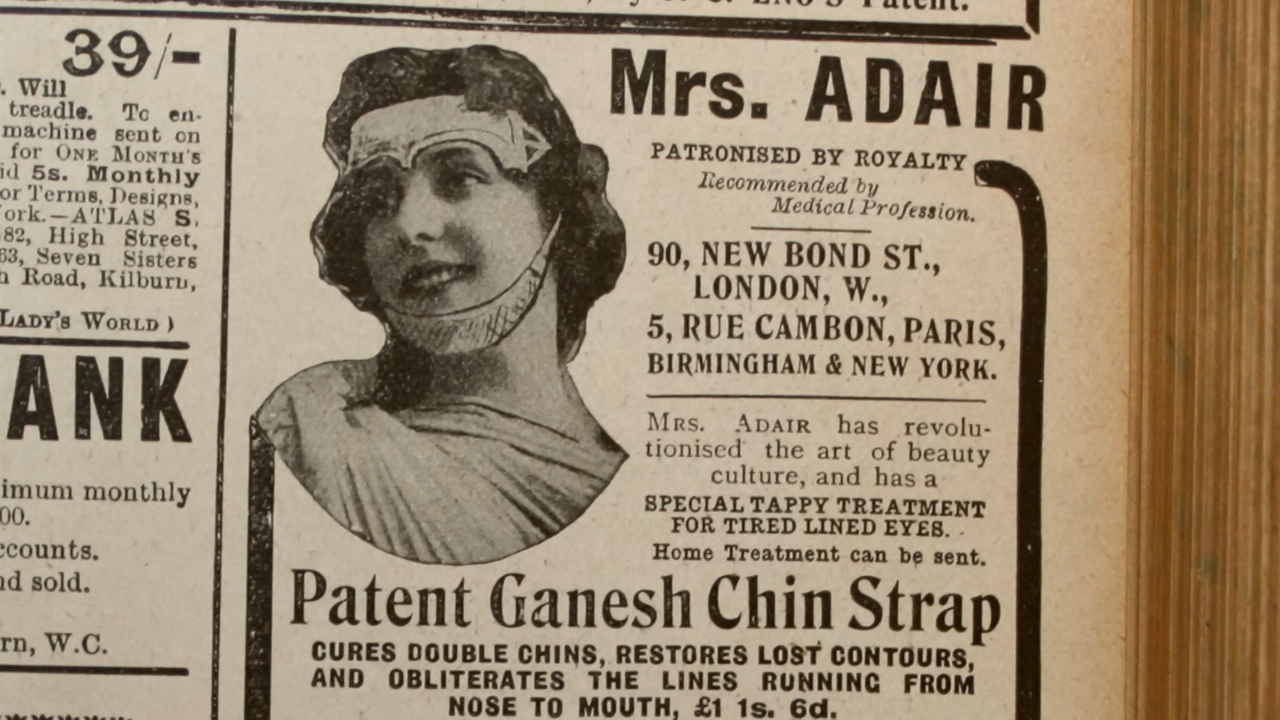 ENO'S Patent.
39/-
. Will
treadle. To en-
machine sent on
for ONE MONTH'S
id 5s. Monthly
or Terms, Designs,
ork.—ATLAS S.
82, High Street,
63, Seven Sisters
h Road, Kilburn,
LADY'S WORLD)
ANK
imum monthly
00.
ccounts.
nd sold.
rn, W.C.
Mrs. ADAIR
PATRONISED BY ROYALTY
Recommended by
Medical Profession.
90, NEW BOND ST.,
LONDON, W.,
5, RUE CAMBON, PARIS,
BIRMINGHAM & NEW YORK.
MRS. ADAIR has revolu-
tionised the art of beauty
culture, and has a
SPECIAL TAPPY TREATMENT
FOR TIRED LINED EYES.
Home Treatment can be sent.
Patent Ganesh Chin Strap
CURES DOUBLE CHINS, RESTORES LOST CONTOURS,
AND OBLITERATES THE LINES RUNNING FROM
NOSE TO MOUTH, £1 1s. 6d.